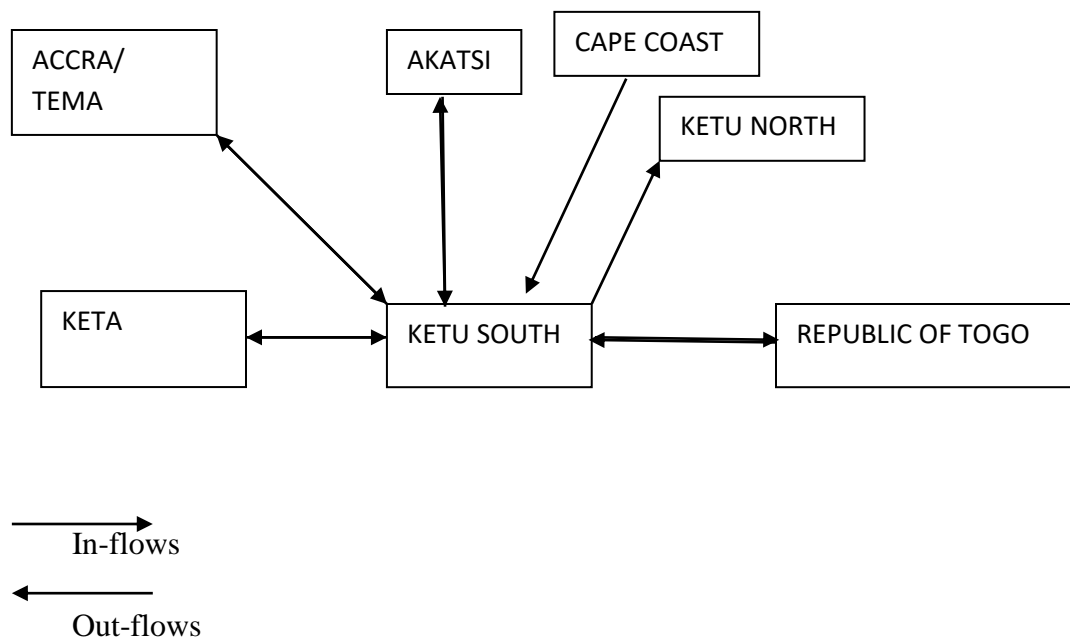 ACCRA/
TEMA
AKATSI
CAPE COAST
KETU NORTH
KETA
KETU SOUTH
REPUBLIC OF TOGO
In-flows
Out-flows